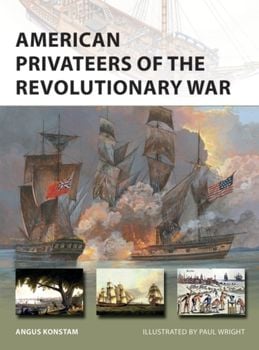 AMERICAN
PRIVATEERS OF THE
REVOLUTIONARY WAR
ANGUS KONSTAM
ILLUSTRATED BY PAUL WRIGHT